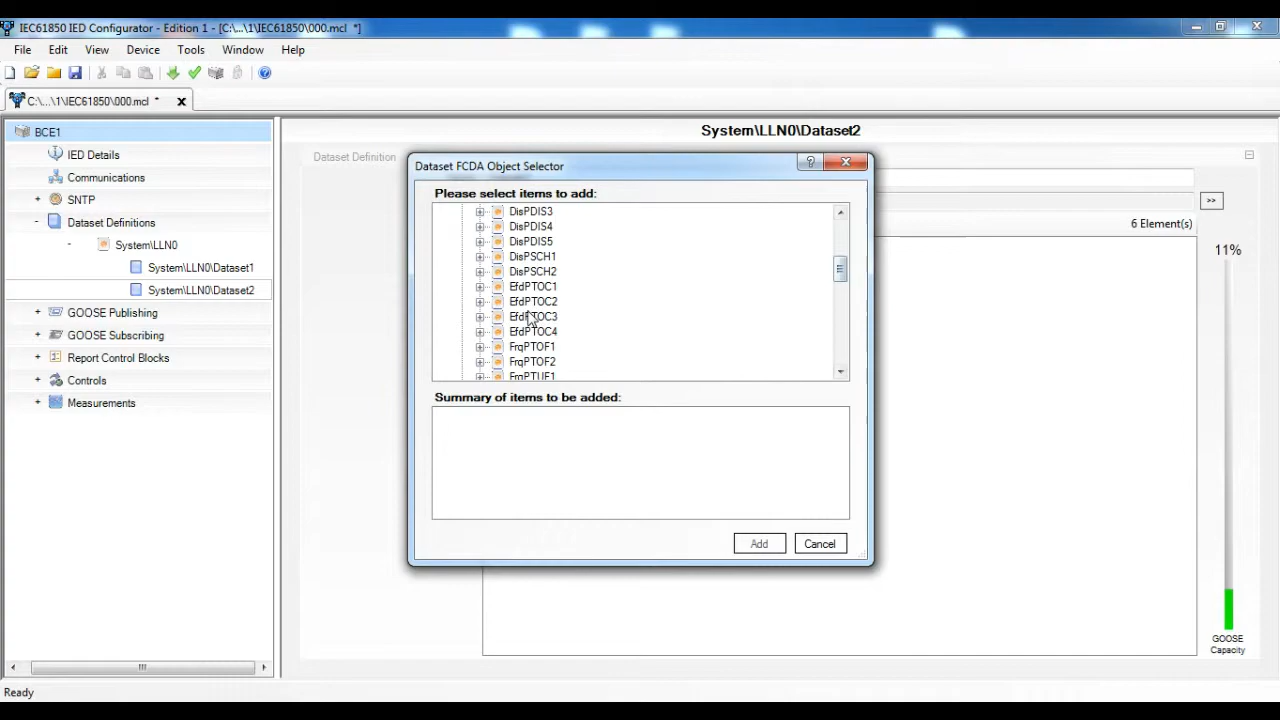 IEC61850 IED Configurator - Edition 1 - [C:\...\1\IEC61850\000.mcl *]
File Edit View Device Tools Window Help
C:\...\1\IEC61850\000.mcl *
BCE1
IED Details
Communications
SNTP
Dataset Definitions
System\LLN0
System\LLN0\Dataset1
System\LLN0\Dataset2
GOOSE Publishing
GOOSE Subscribing
Report Control Blocks
Controls
Measurements
System\LLN0\Dataset2
Dataset Definition
>>
6 Element(s)
11%
GOOSE
Capacity
Dataset FCDA Object Selector
Please select items to add:
DisPDIS3
DisPDIS4
DisPDIS5
DisPSCH1
DisPSCH2
EfdPTOC1
EfdPTOC2
EfdPTOC3
EfdPTOC4
FrqPTOF1
FrqPTOF2
FrqPTUF1
Summary of items to be added:
Add Cancel
Ready